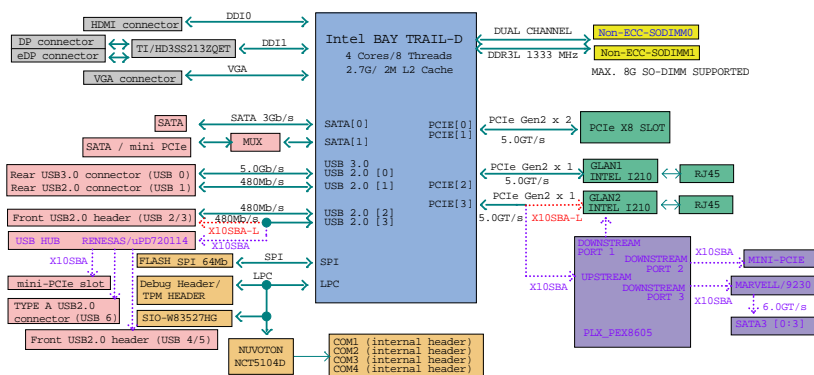 HDMI connector
DDI0
DP connector
eDP connector
TI/HD3SS213ZQET
DDI1
VGA connector
VGA
Intel BAY TRAIL-D
4 Cores/8 Threads
2.7G/ 2M L2 Cache
DUAL CHANNEL
DDR3L 1333 MHz
Non-ECC-SODIMM0
Non-ECC-SODIMM1
MAX. 8G SO-DIMM SUPPORTED
SATA
SATA 3Gb/s
SATA[0]
SATA / mini PCIe
MUX
SATA[1]
PCIE[0]
PCIE[1]
PCIe Gen2 x 2
5.0GT/s
PCIe X8 SLOT
Rear USB3.0 connector (USB 0)
Rear USB2.0 connector (USB 1)
5.0Gb/s
480Mb/s
USB 3.0
USB 2.0 [0]
USB 2.0 [1]
PCIE[2]
PCIe Gen2 x 1
5.0GT/s
GLAN1
INTEL I210
RJ45
Front USB2.0 header (USB 2/3)
480Mb/s
480Mb/s
X10SBA-L
X10SBA
USB 2.0 [2]
USB 2.0 [3]
PCIE[3]
PCIe Gen2 x 1
5.0GT/s
X10SBA-L
GLAN2
INTEL I210
RJ45
USB HUB
RENESAS/uPD720114
X10SBA
mini-PCIe slot
TYPE A USB2.0
connector (USB 6)
Front USB2.0 header (USB 4/5)
FLASH SPI 64Mb
SPI
SPI
Debug Header/
TPM HEADER
LPC
LPC
SIO-W83527HG
NUVOTON
NCT5104D
COM1 (internal header)
COM2 (internal header)
COM3 (internal header)
COM4 (internal header)
X10SBA
DOWNSTREAM
PORT 1
DOWNSTREAM
PORT 2
UPSTREAM
DOWNSTREAM
PORT 3
PLX_PEX8605
X10SBA
MINI-PCIE
X10SBA
MARVELL/9230
6.0GT/s
SATA3 [0:3]